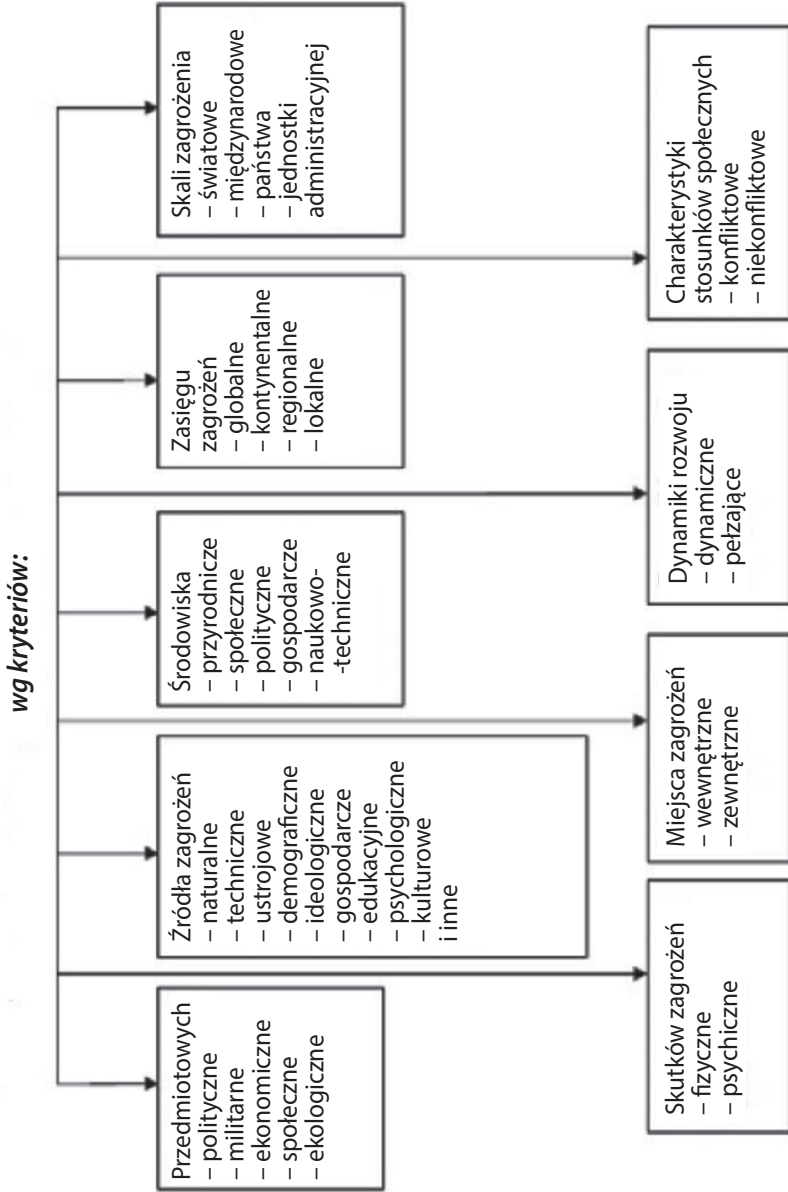 wg kryteriów:
Przedmiotowych
– polityczne
– militarne
– ekonomiczne
– społeczne
– ekologiczne
Źródła zagrożeń
– naturalne
– techniczne
– ustrojowe
– demograficzne
– ideologiczne
– gospodarcze
– edukacyjne
– psychologiczne
– kulturowe
i inne
Środowiska
– przyrodnicze
– społeczne
– polityczne
– gospodarcze
– naukowo-
-techniczne
Zasięgu
zagrożeń
– globalne
– kontynentalne
– regionalne
– lokalne
Skali zagrożenia
– światowe
– międzynarodowe
– państwa
– jednostki
administracyjnej
Skutków zagrożeń
– fizyczne
– psychiczne
Miejsca zagrożeń
– wewnętrzne
– zewnętrzne
Dynamiki rozwoju
– dynamiczne
– pełzające
Charakterystyki
stosunków społecznych
– konfliktowe
– niekonfliktowe